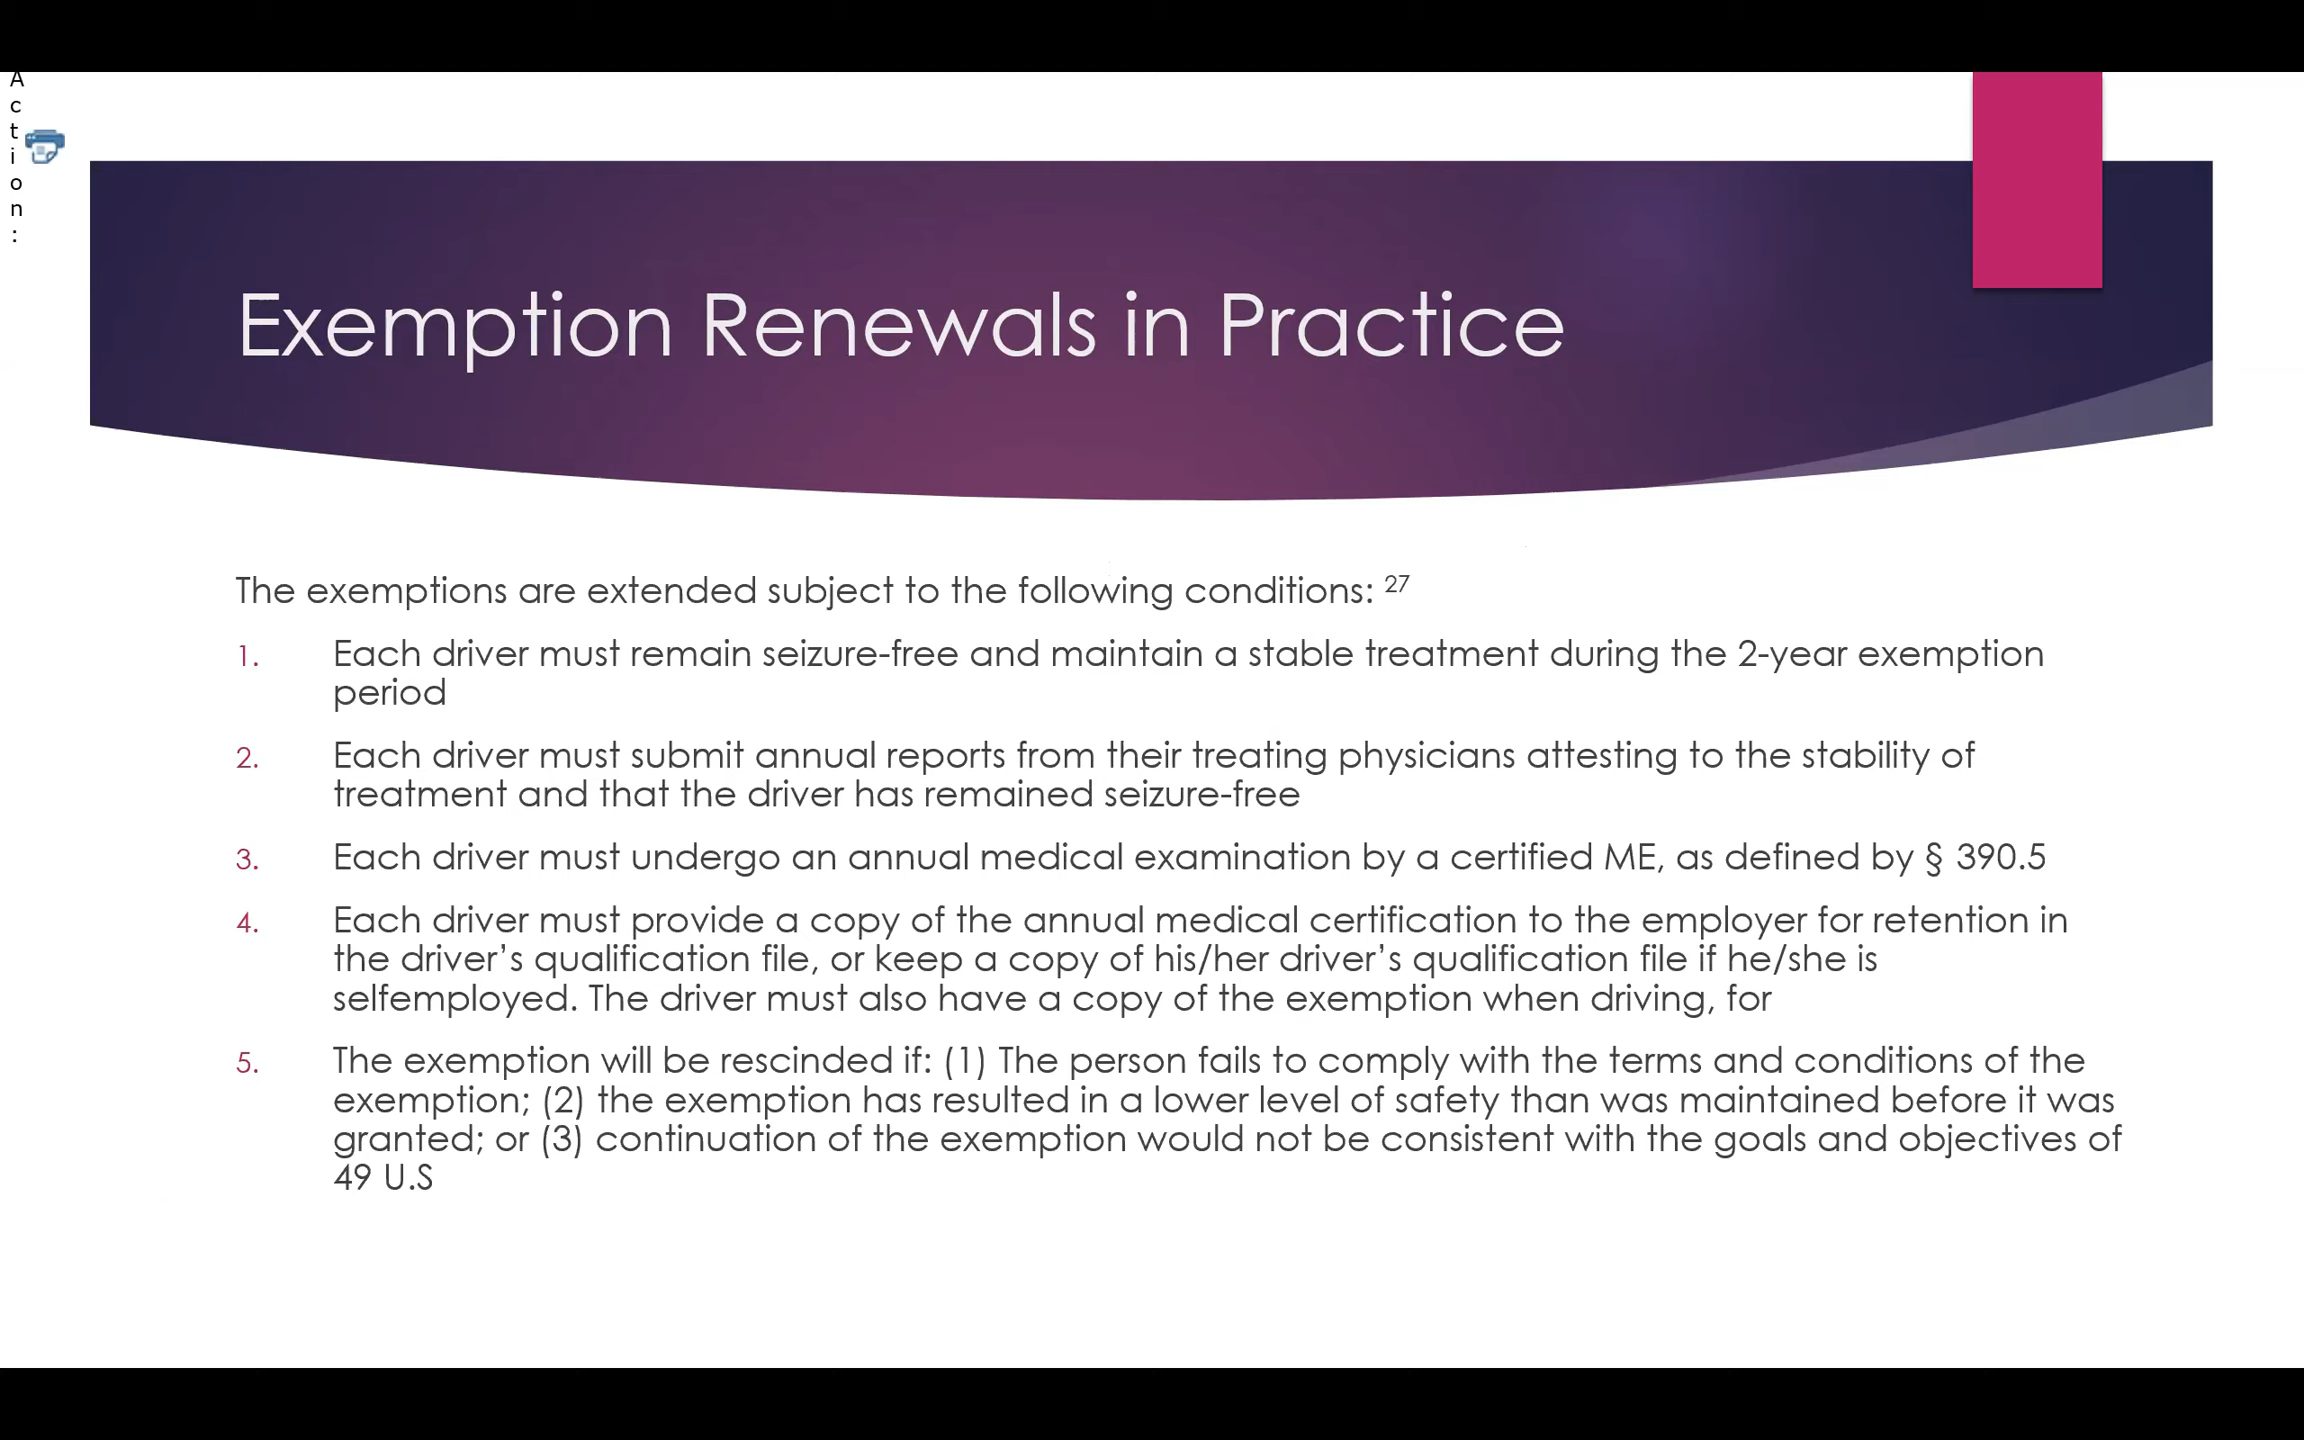 Action:
Exemption Renewals in Practice
The exemptions are extended subject to the following conditions: 27
1. Each driver must remain seizure-free and maintain a stable treatment during the 2-year exemption
period
2. Each driver must submit annual reports from their treating physicians attesting to the stability of
treatment and that the driver has remained seizure-free
3. Each driver must undergo an annual medical examination by a certified ME, as defined by § 390.5
4. Each driver must provide a copy of the annual medical certification to the employer for retention in
the driver’s qualification file, or keep a copy of his/her driver’s qualification file if he/she is
selfemployed. The driver must also have a copy of the exemption when driving, for
5. The exemption will be rescinded if: (1) The person fails to comply with the terms and conditions of the
exemption; (2) the exemption has resulted in a lower level of safety than was maintained before it was
granted; or (3) continuation of the exemption would not be consistent with the goals and objectives of
49 U.S